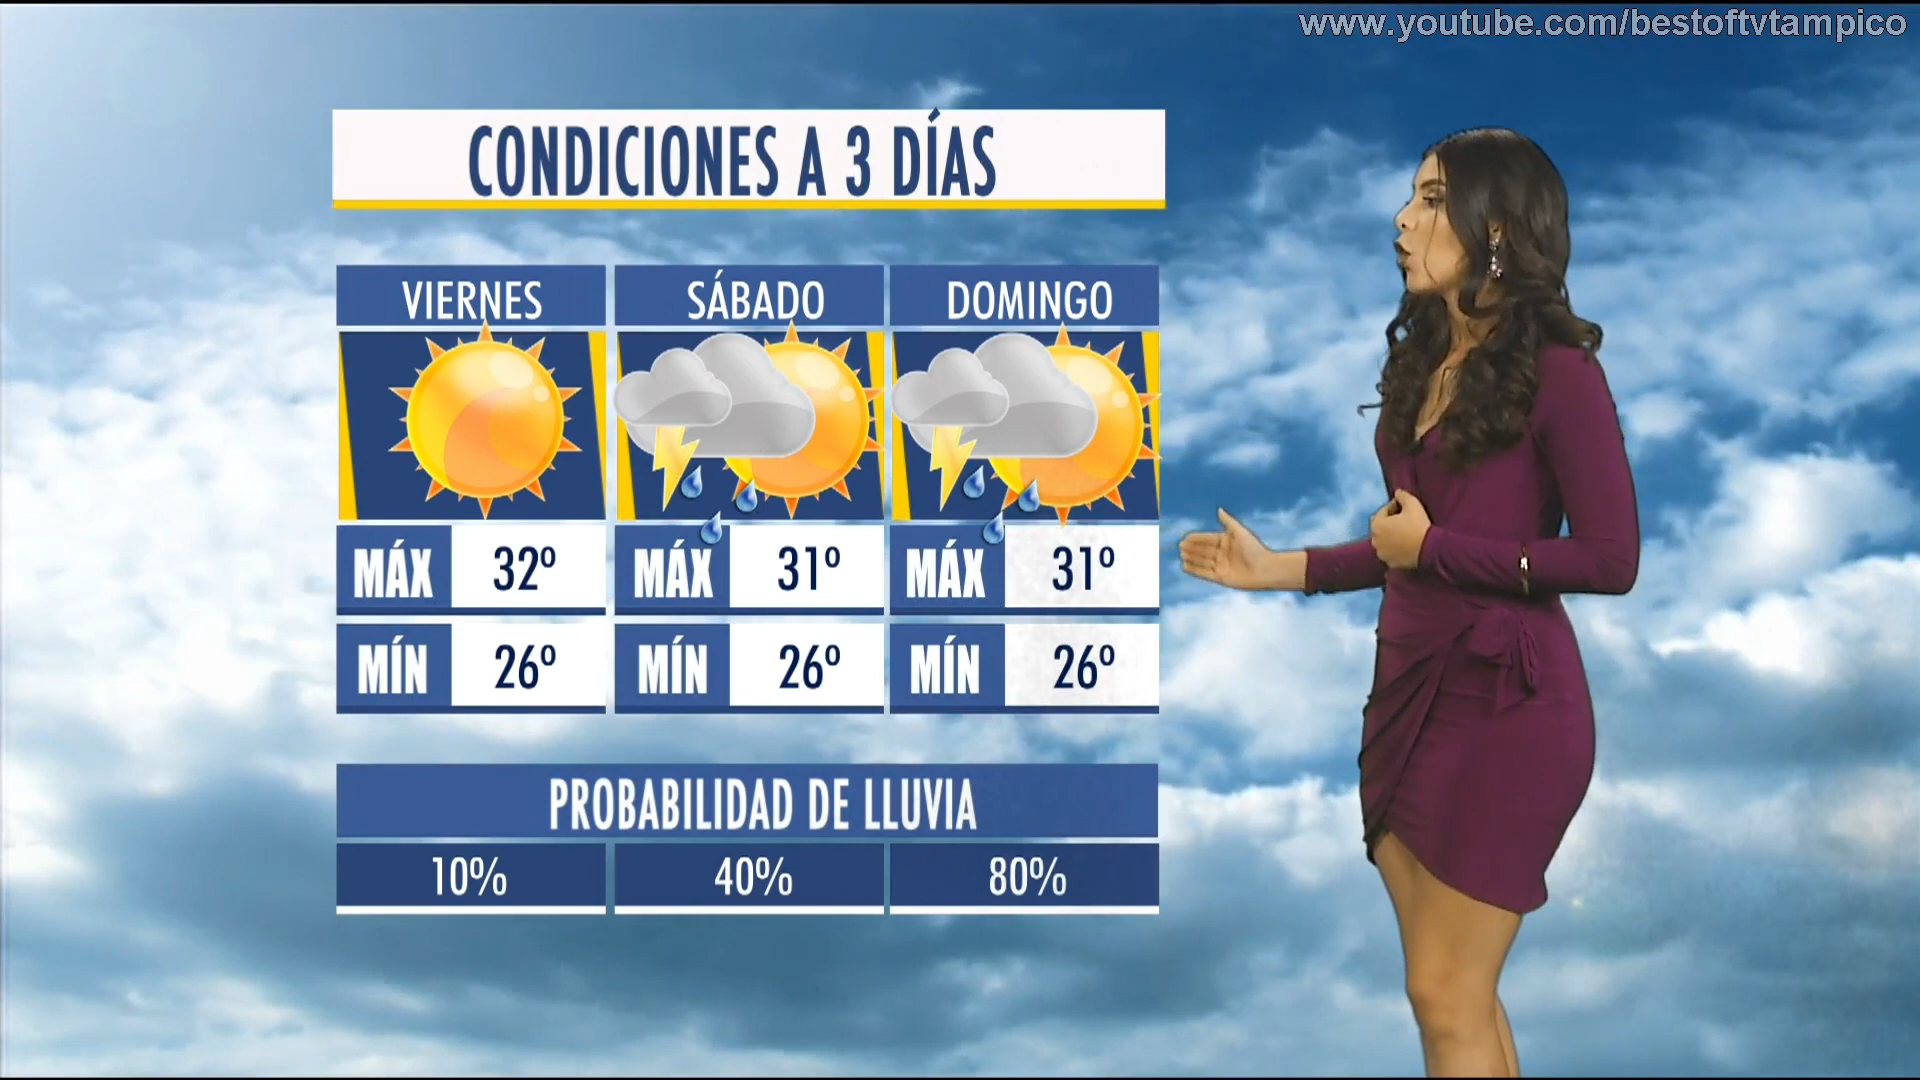 www.youtube.com/bestoftvtampico
CONDICIONES A 3 DÍAS
VIERNES SÁBADO DOMINGO
MÁX 32º MÁX 31º MÁX 31º
MÍN 26º MÍN 26º MÍN 26º
PROBABILIDAD DE LLUVIA
10% 40% 80%